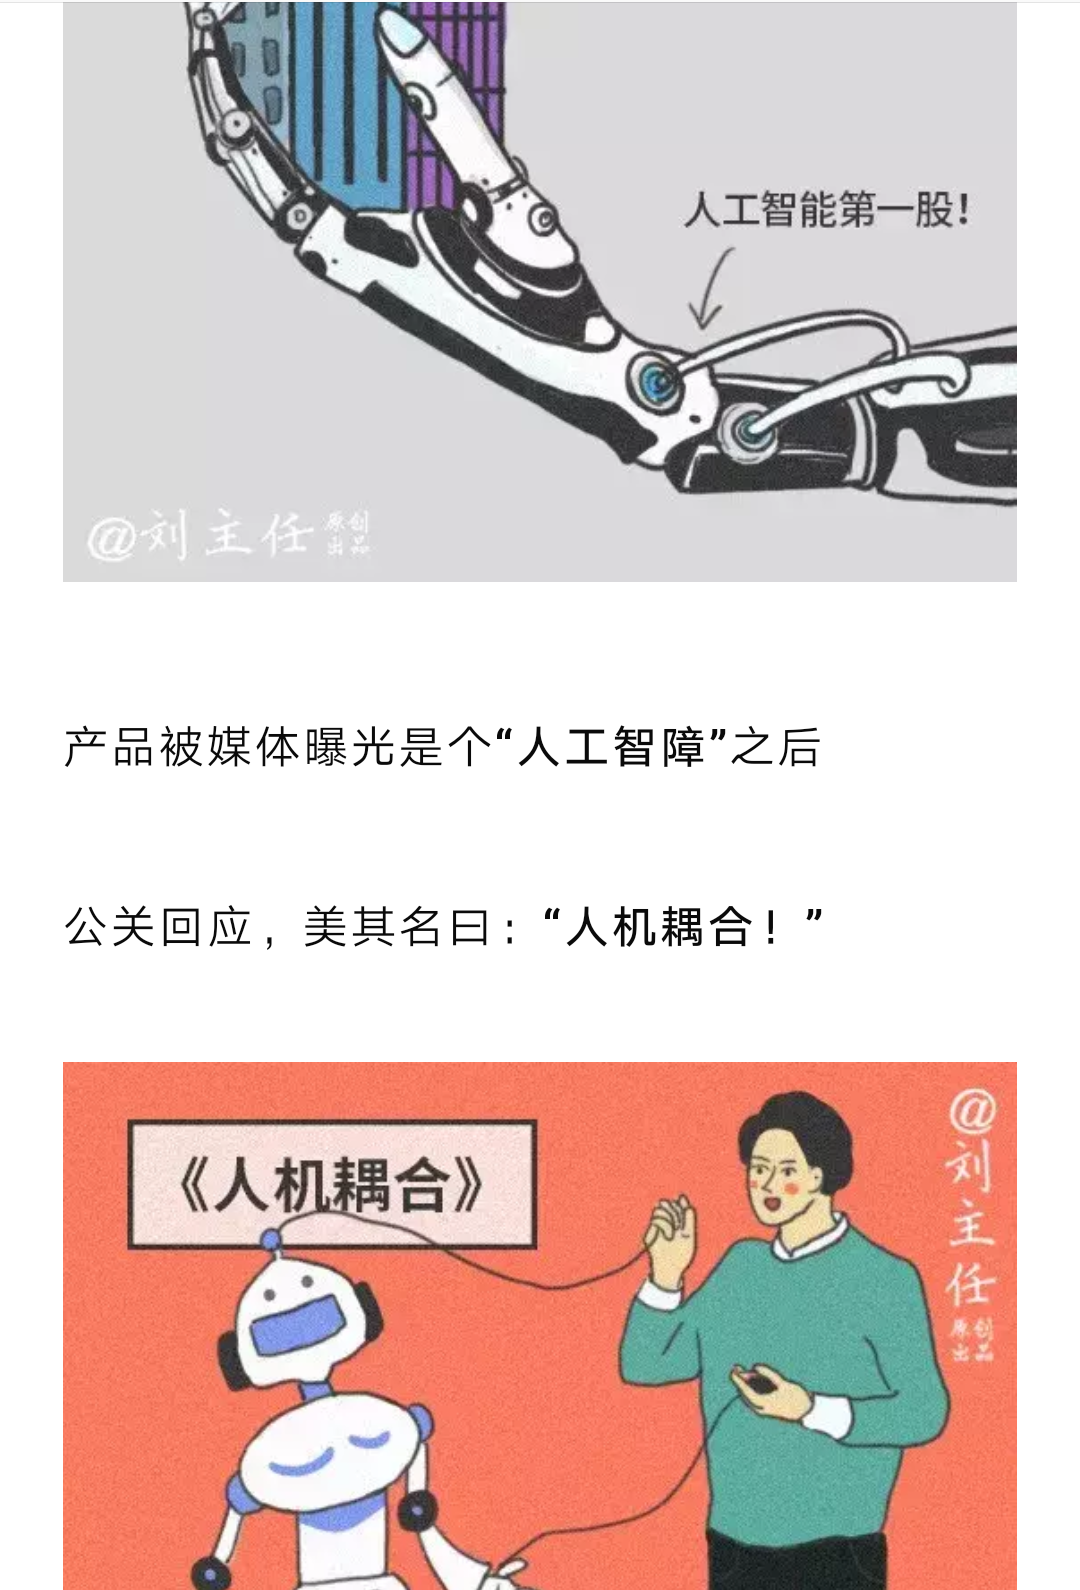 人工智能第一股！
@刘主任 原创出品
产品被媒体曝光是个“人工智障”之后
公关回应，美其名曰：“人机耦合！”
《人机耦合》
@刘主任 原创出品